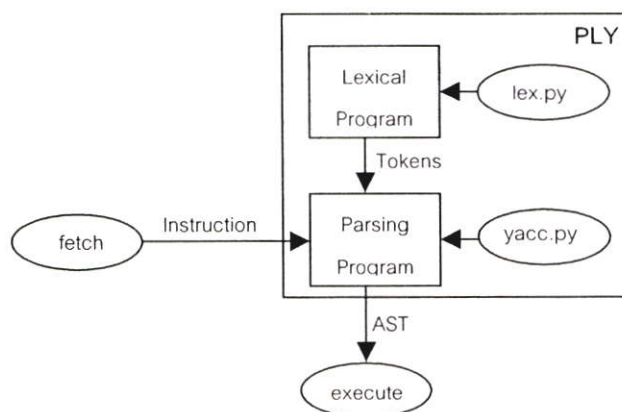 PLY
Lexical
Program
lex.py
Tokens
Instruction
fetch
Parsing
Program
yacc.py
AST
execute